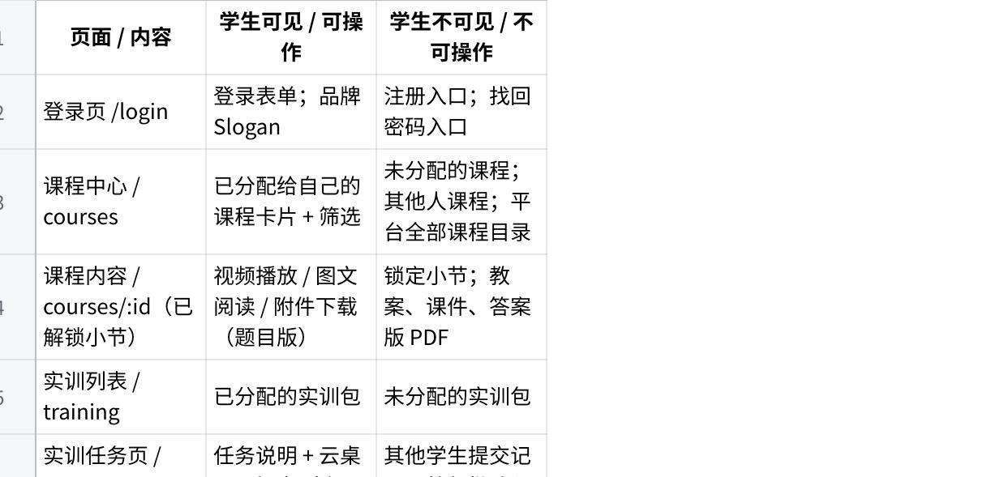 1
页面 / 内容
学生可见 / 可操
作
学生不可见 / 不
可操作
2
登录页 /login
登录表单；品牌
Slogan
注册入口；找回
密码入口
3
课程中心 /
courses
已分配给自己的
课程卡片 + 筛选
未分配的课程；
其他人课程；平
台全部课程目录
4
课程内容 /
courses/:id（已
解锁小节）
视频播放 / 图文
阅读 / 附件下载
（题目版）
锁定小节；教
案、课件、答案
版 PDF
5
实训列表 /
training
已分配的实训包
未分配的实训包
实训任务页 /
任务说明 + 云桌
其他学生提交记